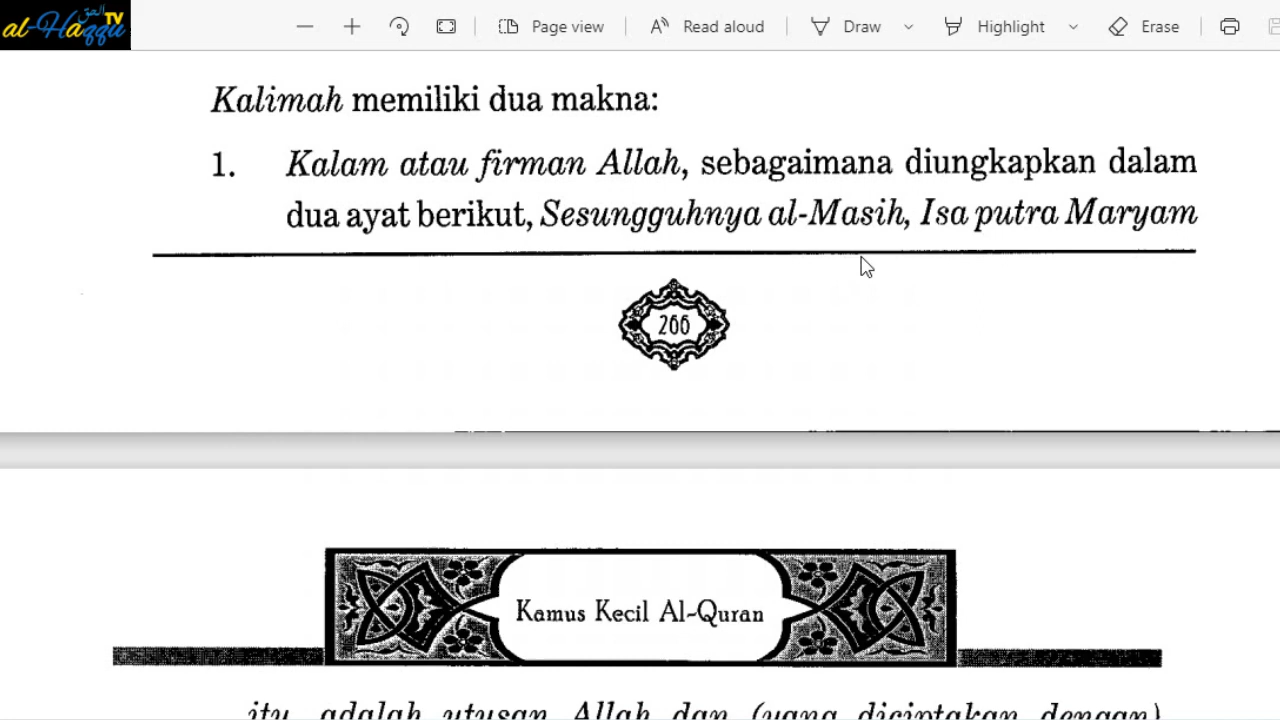 الحق TV
al-Haqqu
Page view
Read aloud
Draw
Highlight
Erase
Kalimah memiliki dua makna:
1. Kalam atau firman Allah, sebagaimana diungkapkan dalam
dua ayat berikut, Sesungguhnya al-Masih, Isa putra Maryam
266
Kamus Kecil Al-Quran
itu, adalah utusan Allah dan (yang diciptakan dengan)